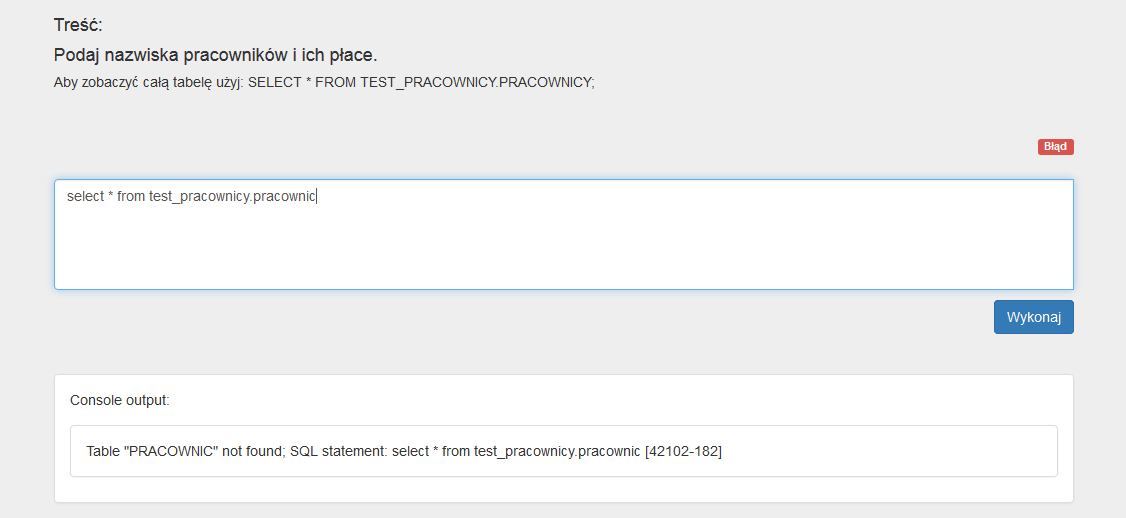 Treść:
Podaj nazwiska pracowników i ich płace.
Aby zobaczyć całą tabelę użyj: SELECT * FROM TEST_PRACOWNICY.PRACOWNICY;
Błąd
select * from test_pracownicy.pracownic
Wykonaj
Console output:
Table "PRACOWNIC" not found; SQL statement: select * from test_pracownicy.pracownic [42102-182]